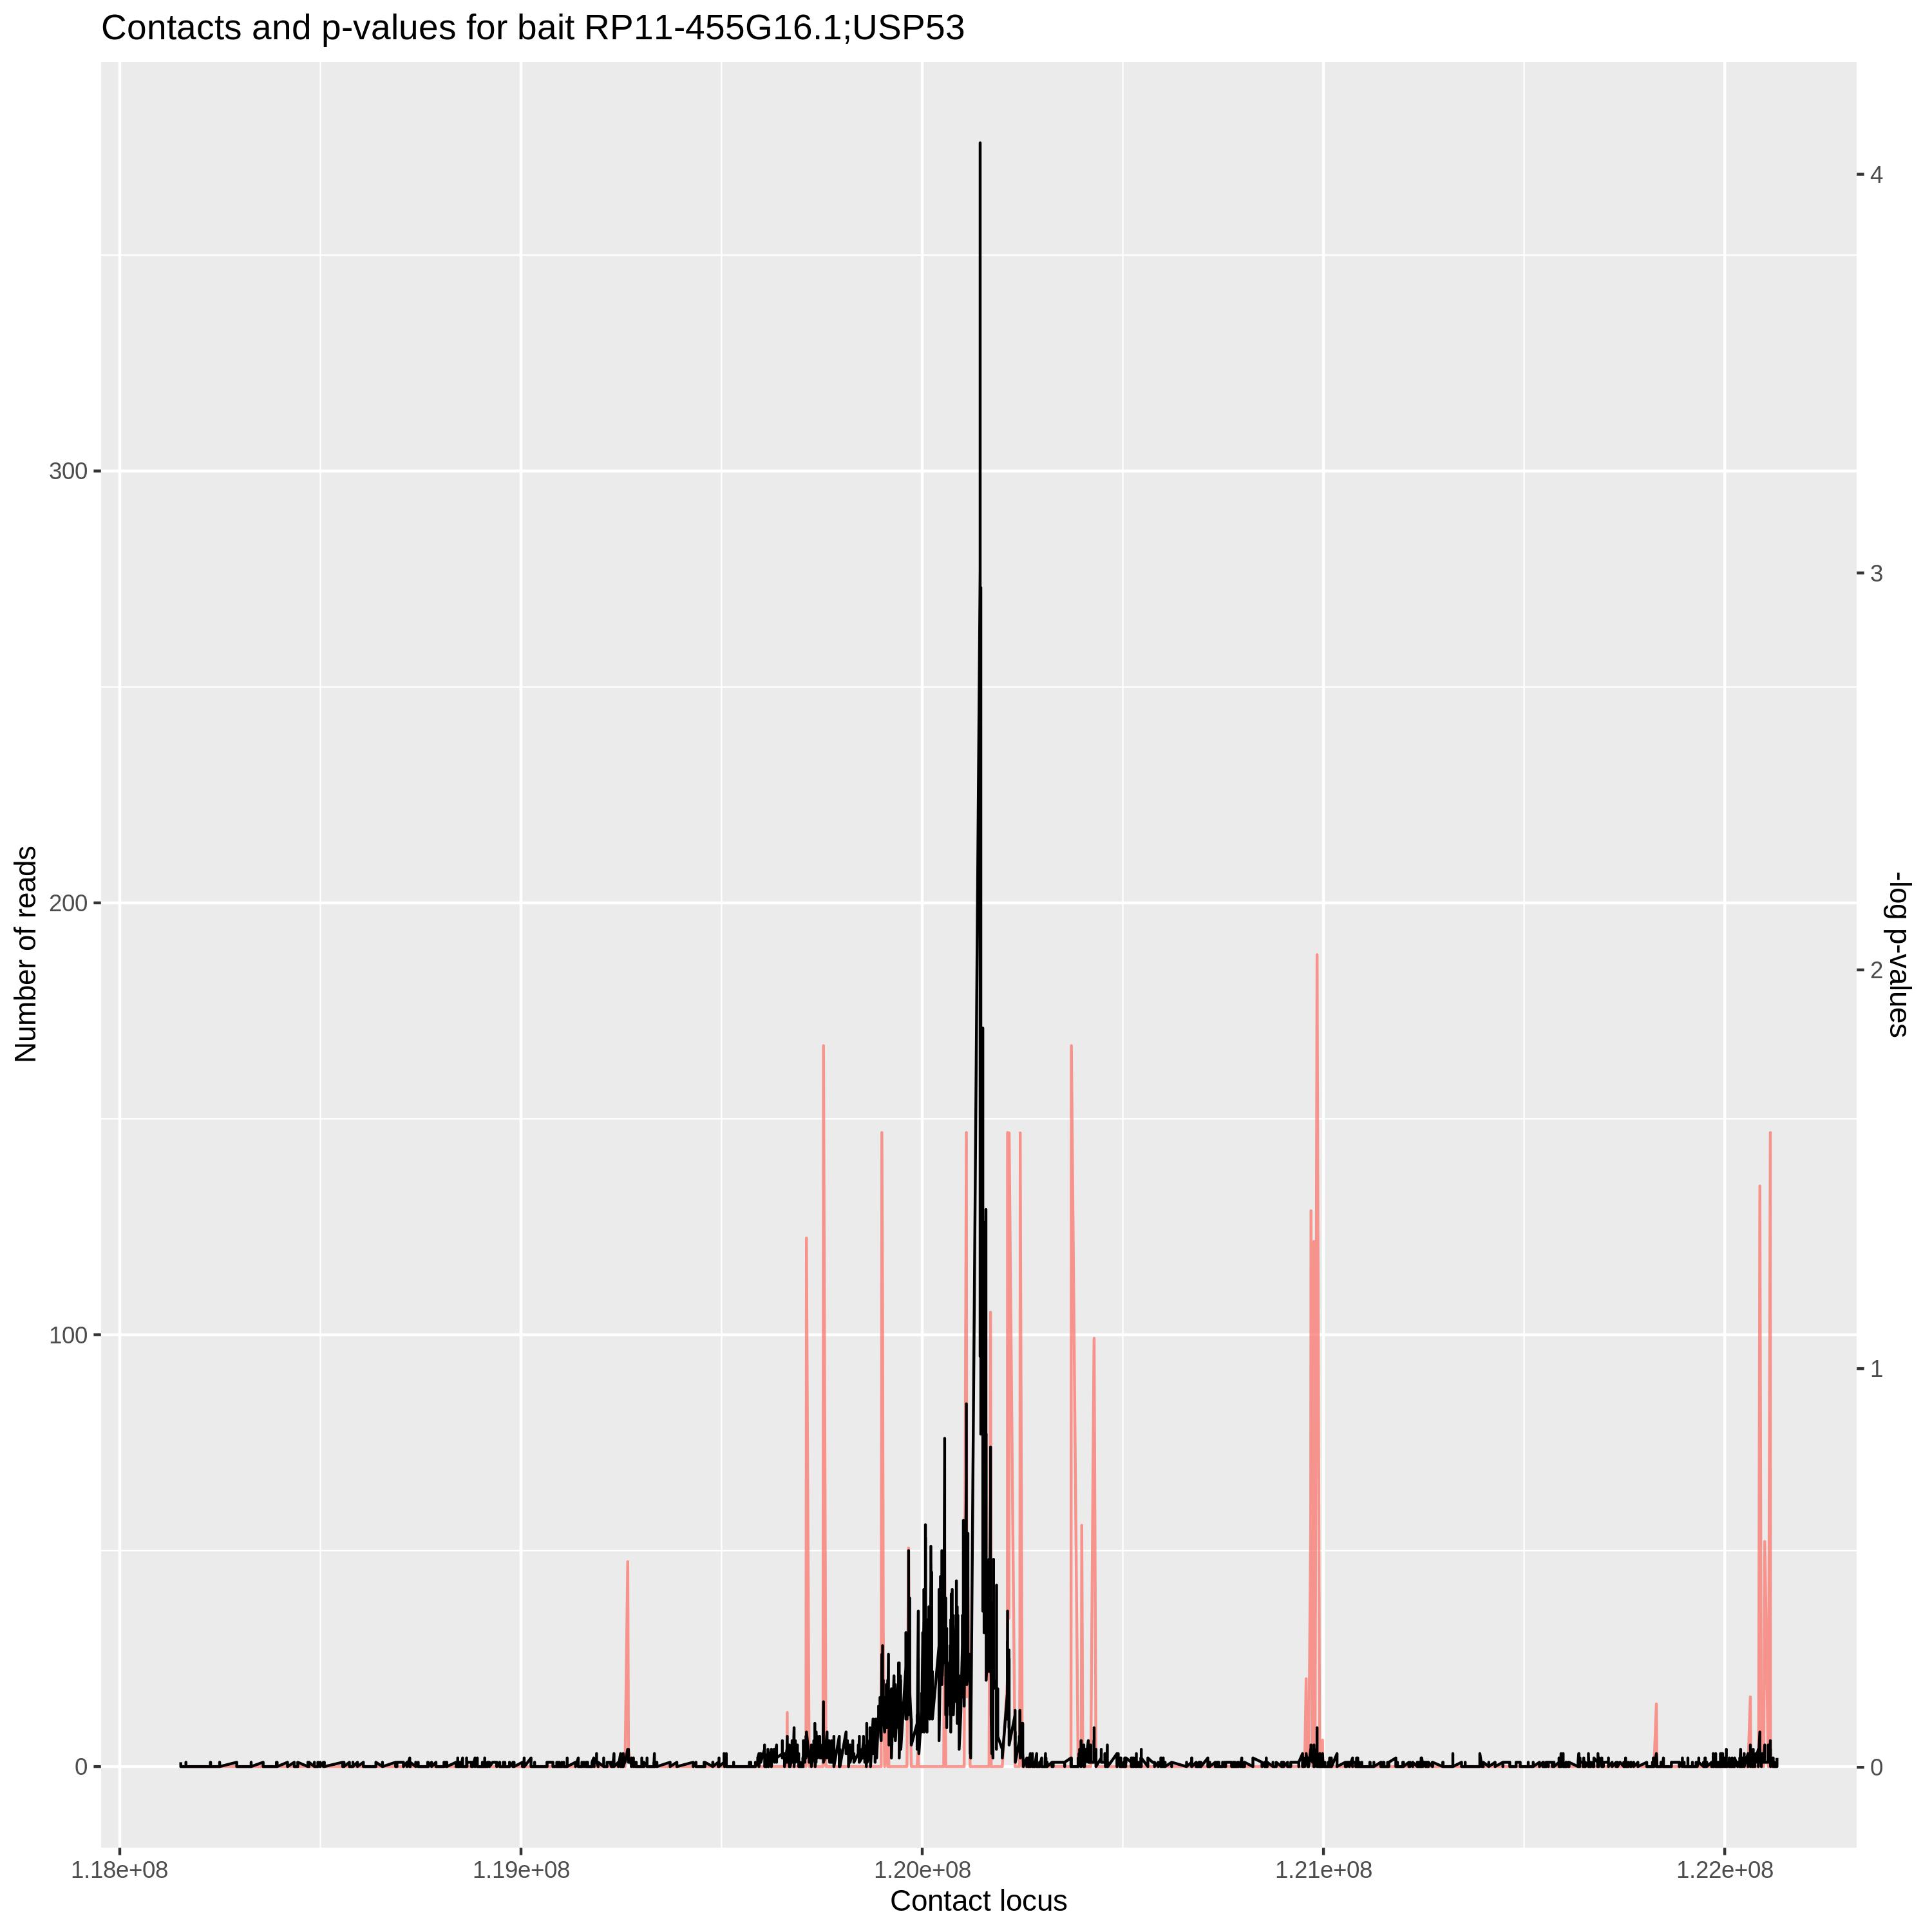 Contacts and p-values for bait RP11-455G16.1;USP53
Number of reads
300
200
100
0
4
3
2
1
0
-log p-values
1.18e+08 1.19e+08 1.20e+08 1.21e+08 1.22e+08
Contact locus